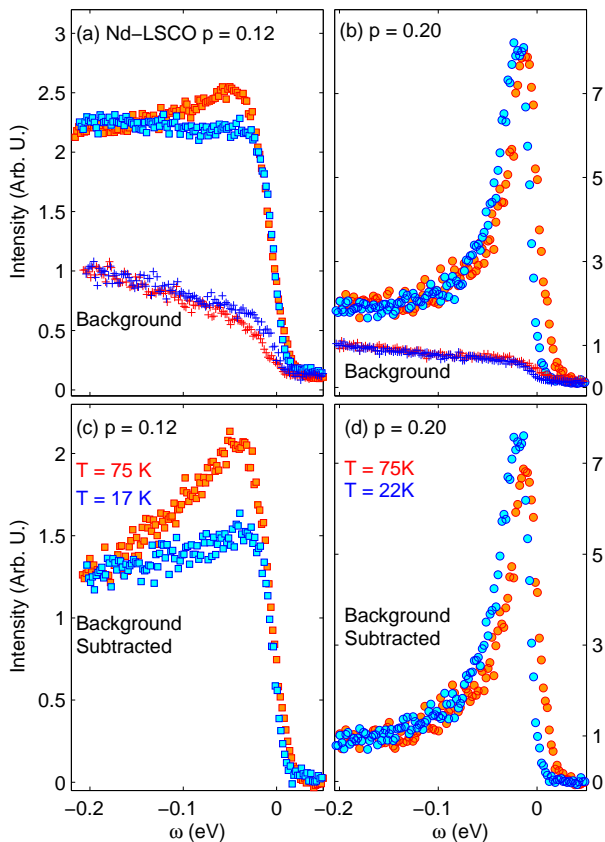 (a) Nd−LSCO p = 0.12
(b) p = 0.20
3
2.5
2
1.5
1
0.5
0
Intensity (Arb. U.)
Background
Background
7
5
3
1
0
(c) p = 0.12
(d) p = 0.20
T = 75 K
T = 17 K
T = 75K
T = 22K
2
1.5
1
0.5
0
Intensity (Arb. U.)
Background
Subtracted
Background
Subtracted
7
5
3
1
0
−0.2
−0.1
0
ω (eV)
−0.2
−0.1
0
ω (eV)